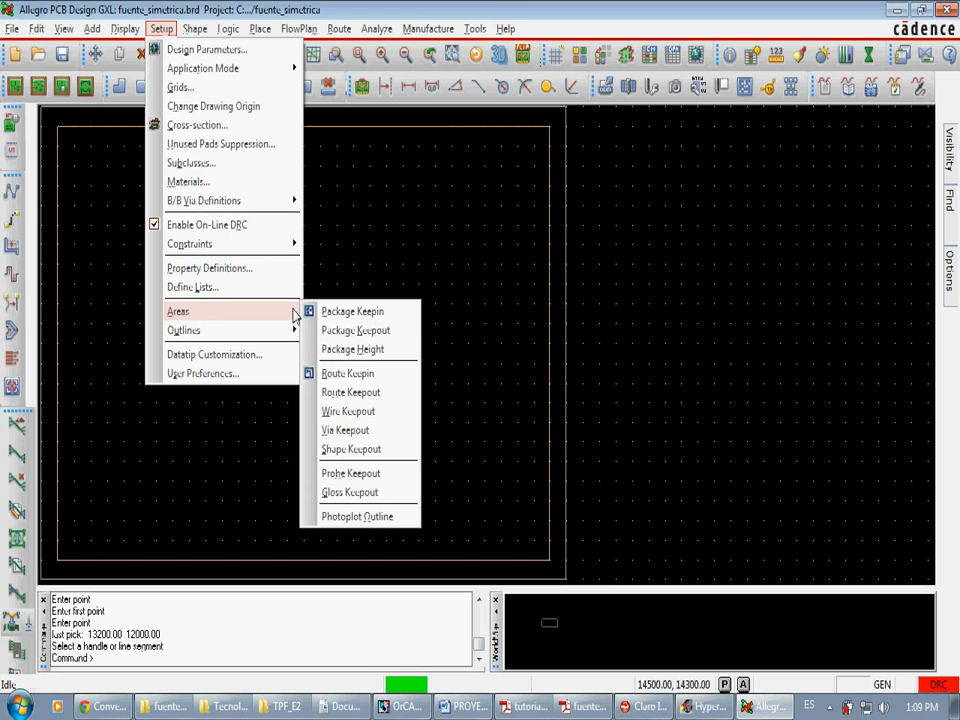 Allegro PCB Design GXL: fuente_simetrica.brd Project: C:.../fuente_simetrica
File Edit View Add Display Setup Shape Logic Place FlowPlan Route Analyze Manufacture Tools Help
cādence
Design Parameters...
Application Mode
Grids...
Change Drawing Origin
Cross-section...
Unused Pads Suppression...
Subclasses...
Materials...
B/B Via Definitions
Enable On-Line DRC
Constraints
Property Definitions...
Define Lists...
Areas
Outlines
Datatip Customization...
User Preferences...
Package Keepin
Package Keepout
Package Height
Route Keepin
Route Keepout
Wire Keepout
Via Keepout
Shape Keepout
Probe Keepout
Gloss Keepout
Photoplot Outline
Visibility
Find
Options
Enter point
Enter first point
Enter point
last pick: 13200.00 12000.00
Select a handle or line segment
Command >
Idle
14500.00, 14300.00
P
A
GEN
DRC
Conve...
fuente...
Tecnol...
TPF_E2
Docu...
OrCA...
PROYE...
tutoria...
fuente...
Claro I...
Hyper...
Allegr...
ES
1:09 PM